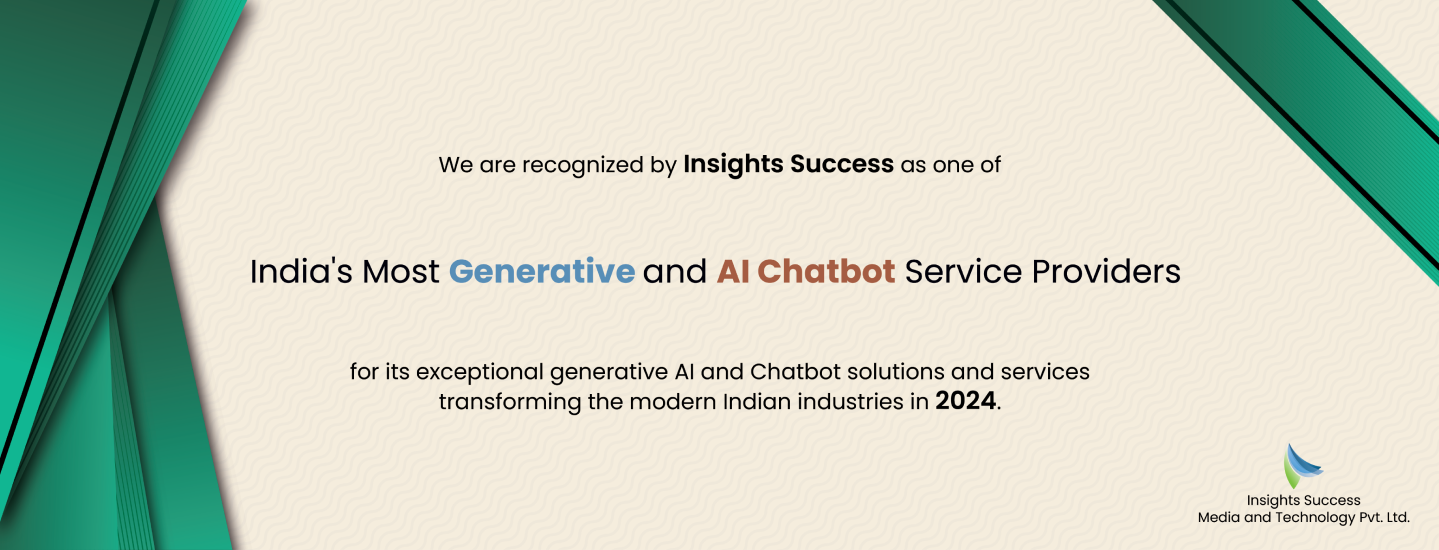 We are recognized by Insights Success as one of
India's Most Generative and AI Chatbot Service Providers
for its exceptional generative AI and Chatbot solutions and services
transforming the modern Indian industries in 2024.
Insights Success
Media and Technology Pvt. Ltd.